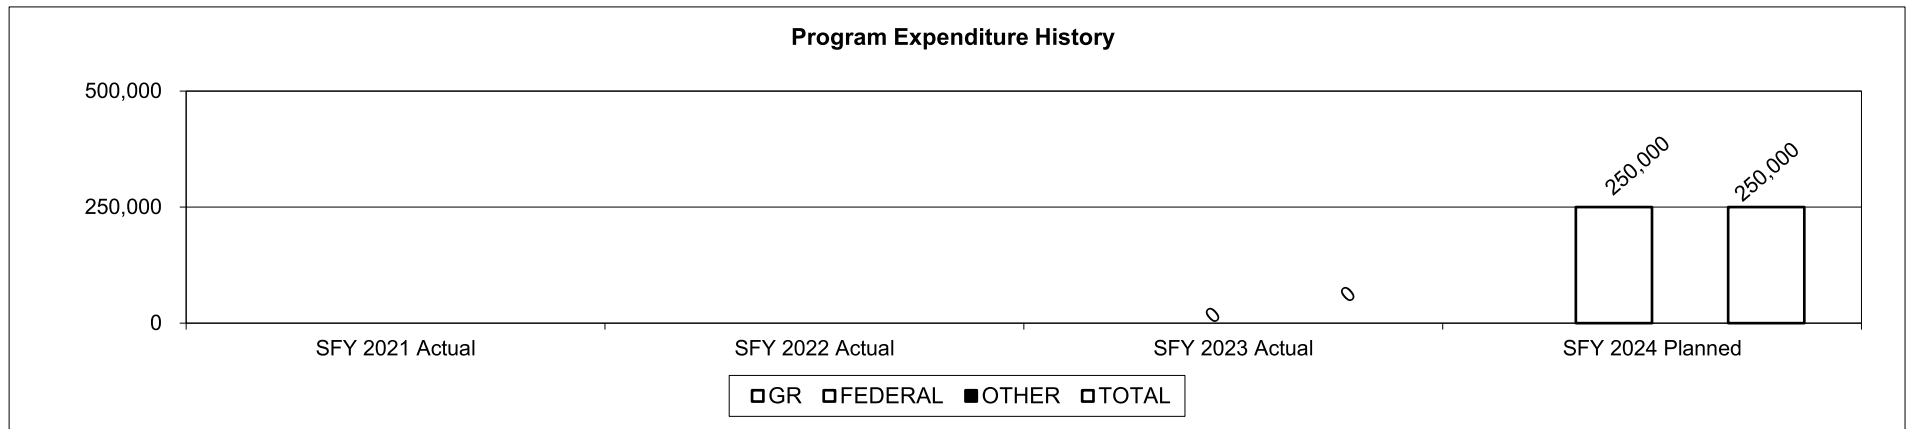 Program Expenditure History
500,000
250,000
0
0
0
250,000
250,000
SFY 2021 Actual
SFY 2022 Actual
SFY 2023 Actual
SFY 2024 Planned
GR FEDERAL OTHER TOTAL